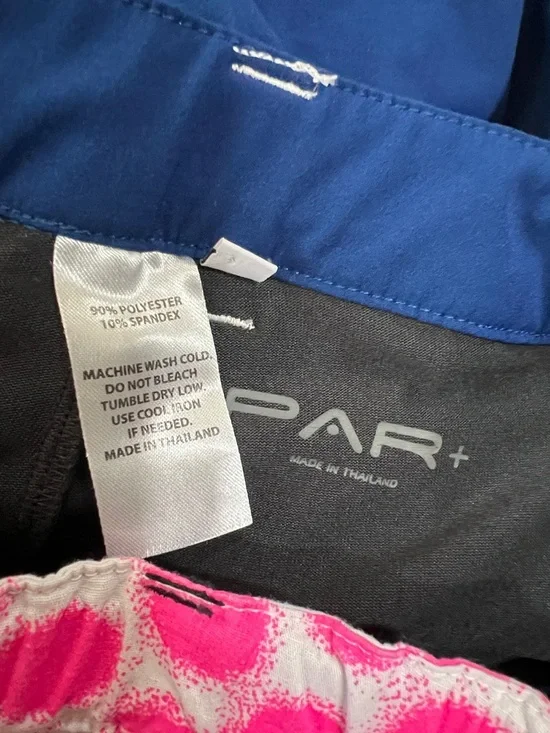 90% POLYESTER
10% SPANDEX
MACHINE WASH COLD.
DO NOT BLEACH
TUMBLE DRY LOW.
USE COOL IRON
IF NEEDED.
MADE IN THAILAND
PAR+
MADE IN THAILAND